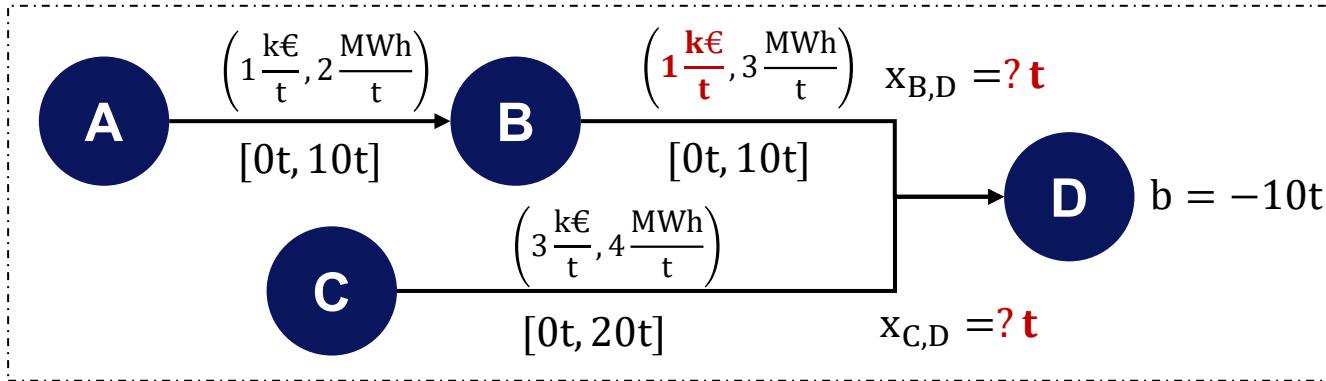 (1 k€/t, 2 MWh/t)
(1 k€/t, 3 MWh/t)
x_B,D =? t
A
B
[0t, 10t]
[0t, 10t]
D
b = −10t
(3 k€/t, 4 MWh/t)
C
[0t, 20t]
x_C,D =? t